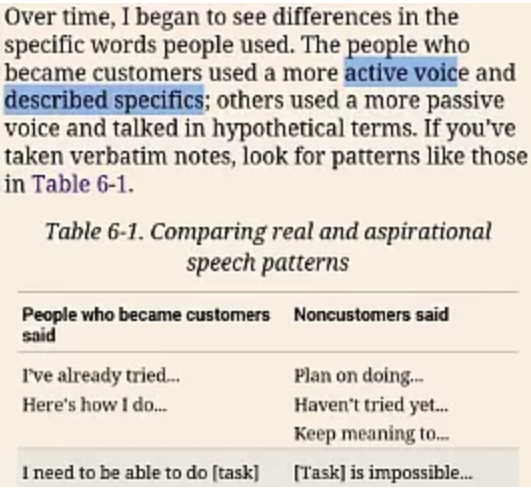 Over time, I began to see differences in the
specific words people used. The people who
became customers used a more active voice and
described specifics; others used a more passive
voice and talked in hypothetical terms. If you've
taken verbatim notes, look for patterns like those
in Table 6-1.
Table 6-1. Comparing real and aspirational
speech patterns
People who became customers
said
Noncustomers said
I've already tried...
Here's how I do...
Plan on doing...
Haven't tried yet...
Keep meaning to...
I need to be able to do [task]
[Task] is impossible...